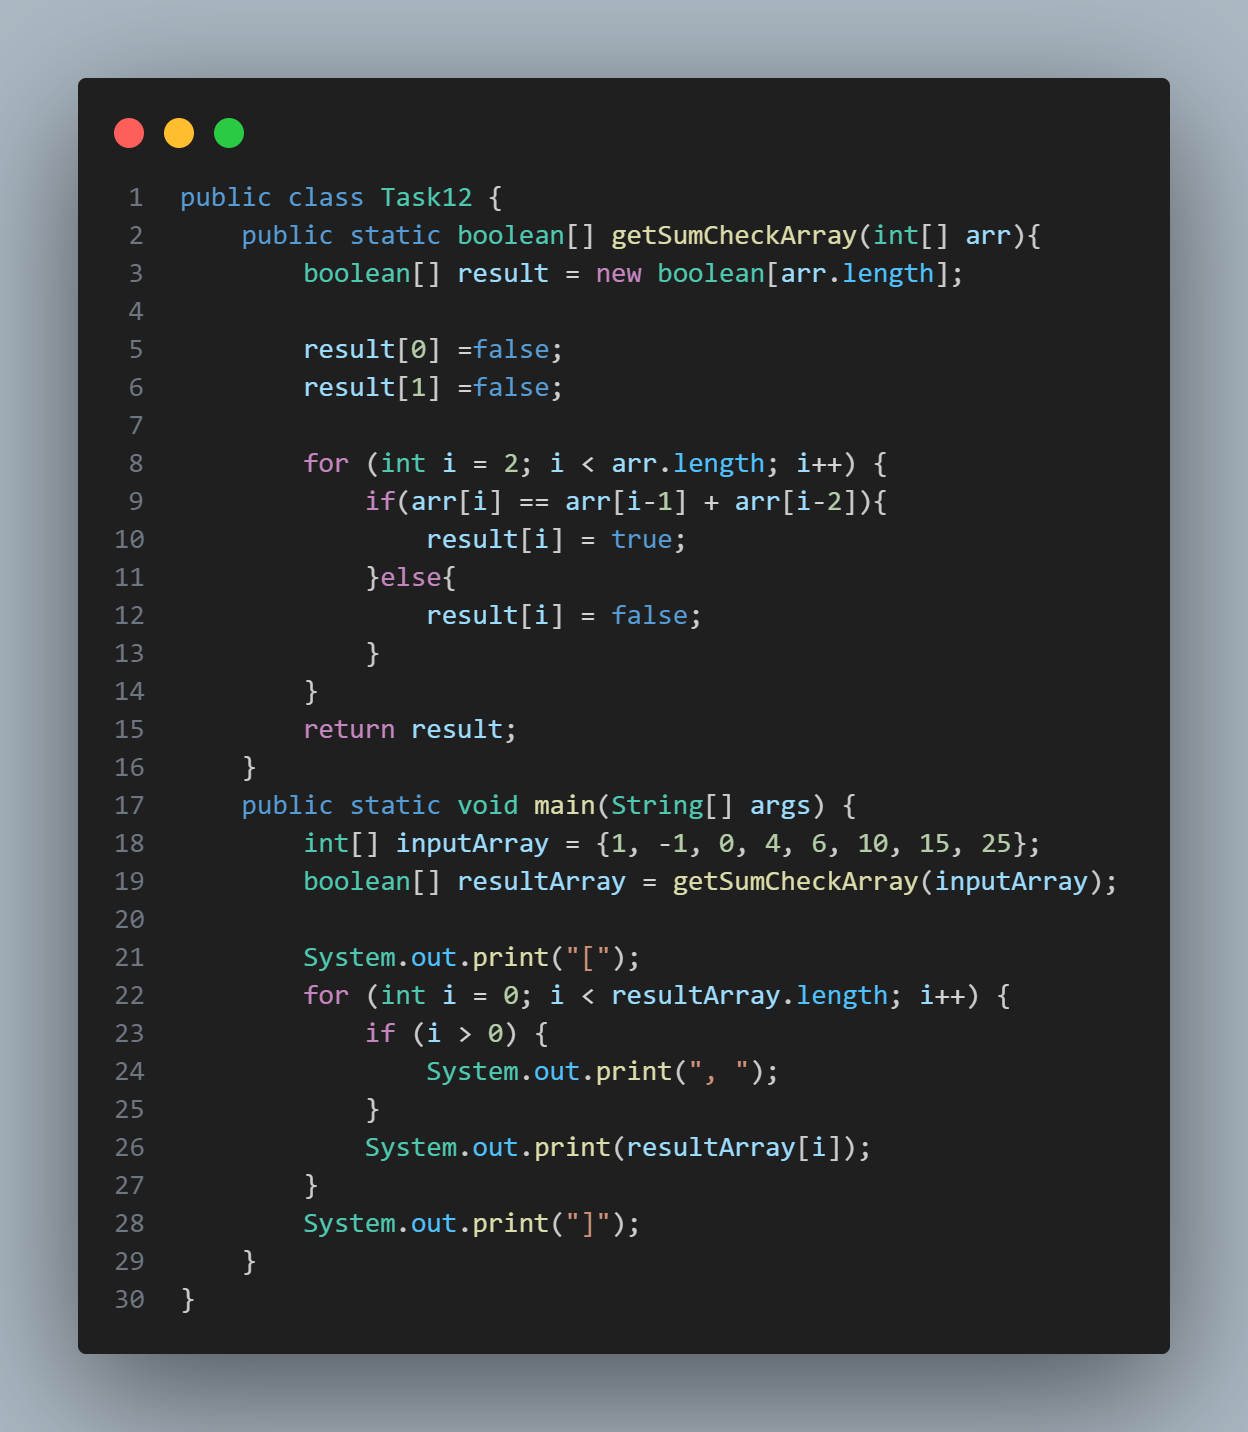 1 public class Task12 {
2     public static boolean[] getSumCheckArray(int[] arr){
3         boolean[] result = new boolean[arr.length];
4
5         result[0] =false;
6         result[1] =false;
7
8         for (int i = 2; i < arr.length; i++) {
9             if(arr[i] == arr[i-1] + arr[i-2]){
10                 result[i] = true;
11             }else{
12                 result[i] = false;
13             }
14         }
15         return result;
16     }
17     public static void main(String[] args) {
18         int[] inputArray = {1, -1, 0, 4, 6, 10, 15, 25};
19         boolean[] resultArray = getSumCheckArray(inputArray);
20
21         System.out.print("[");
22         for (int i = 0; i < resultArray.length; i++) {
23             if (i > 0) {
24                 System.out.print(", ");
25             }
26             System.out.print(resultArray[i]);
27         }
28         System.out.print("]");
29     }
30 }